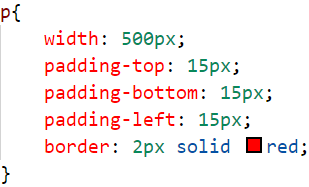 p{
    width: 500px;
    padding-top: 15px;
    padding-bottom: 15px;
    padding-left: 15px;
    border: 2px solid red;
}